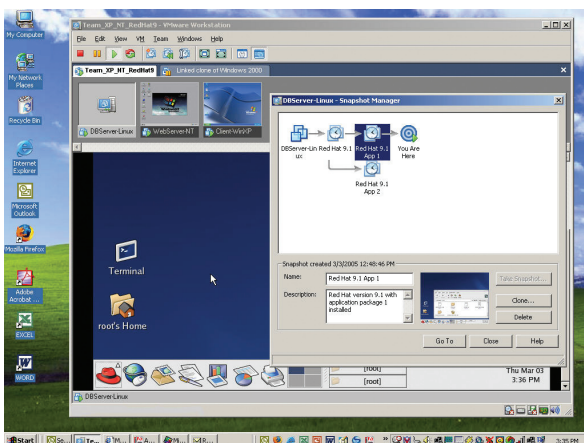 My Computer
My Network
Places
Recycle Bin
Internet
Explorer
Microsoft
Outlook
Mozilla Firefox
Adobe
Acrobat ...
EXCEL
WORD
Team_XP_NT_RedHat9 - VMware Workstation
File Edit View VM Team Windows Help
Team_XP_NT_RedHat9 Linked clone of Windows 2000
DBServer-Linux WebServer-NT Client-WinXP
Terminal
root's Home
DBServer-Linux - Snapshot Manager
DBServer-Lin
ux
Red Hat 9.1
Red Hat 9.1
App 1
You Are
Here
Red Hat 9.1
App 2
Snapshot created 3/3/2005 12:48:46 PM
Name: Red Hat 9.1 App 1
Description: Red Hat version 9.1 with
application package 1
installed
Take Snapshot...
Clone...
Delete
Go To Close Help
[root]
[root]
Thu Mar 03
3:36 PM
DBServer-Linux
Start
3:35 PM